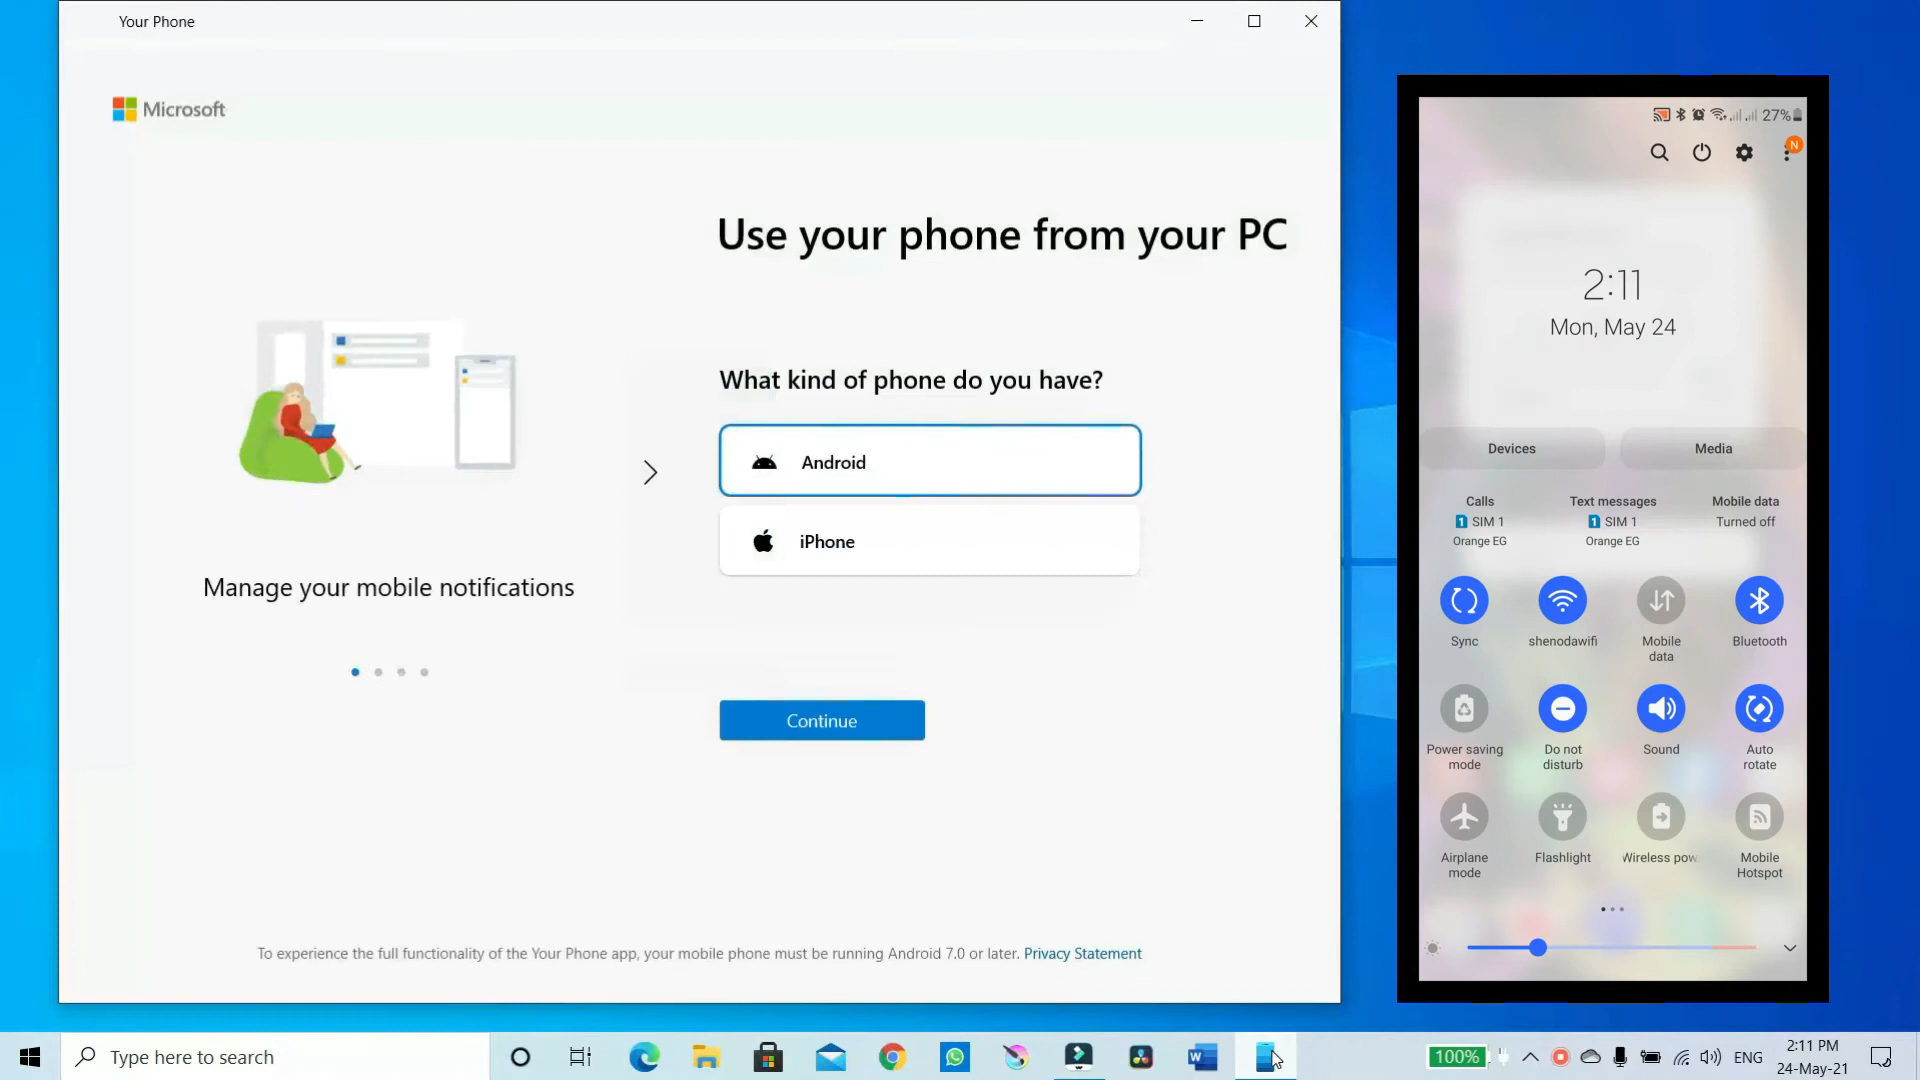 Your Phone
Microsoft
Use your phone from your PC
What kind of phone do you have?
Android
iPhone
Manage your mobile notifications
Continue
To experience the full functionality of the Your Phone app, your mobile phone must be running Android 7.0 or later. Privacy Statement
27%
N
2:11
Mon, May 24
Devices
Media
Calls
Text messages
Mobile data
1 SIM 1
1 SIM 1
Turned off
Orange EG
Orange EG
Sync
shenodawifi
Mobile
data
Bluetooth
Power saving
mode
Do not
disturb
Sound
Auto
rotate
Airplane
mode
Flashlight
Wireless pow
Mobile
Hotspot
Type here to search
W
100%
ENG
2:11 PM
24-May-21